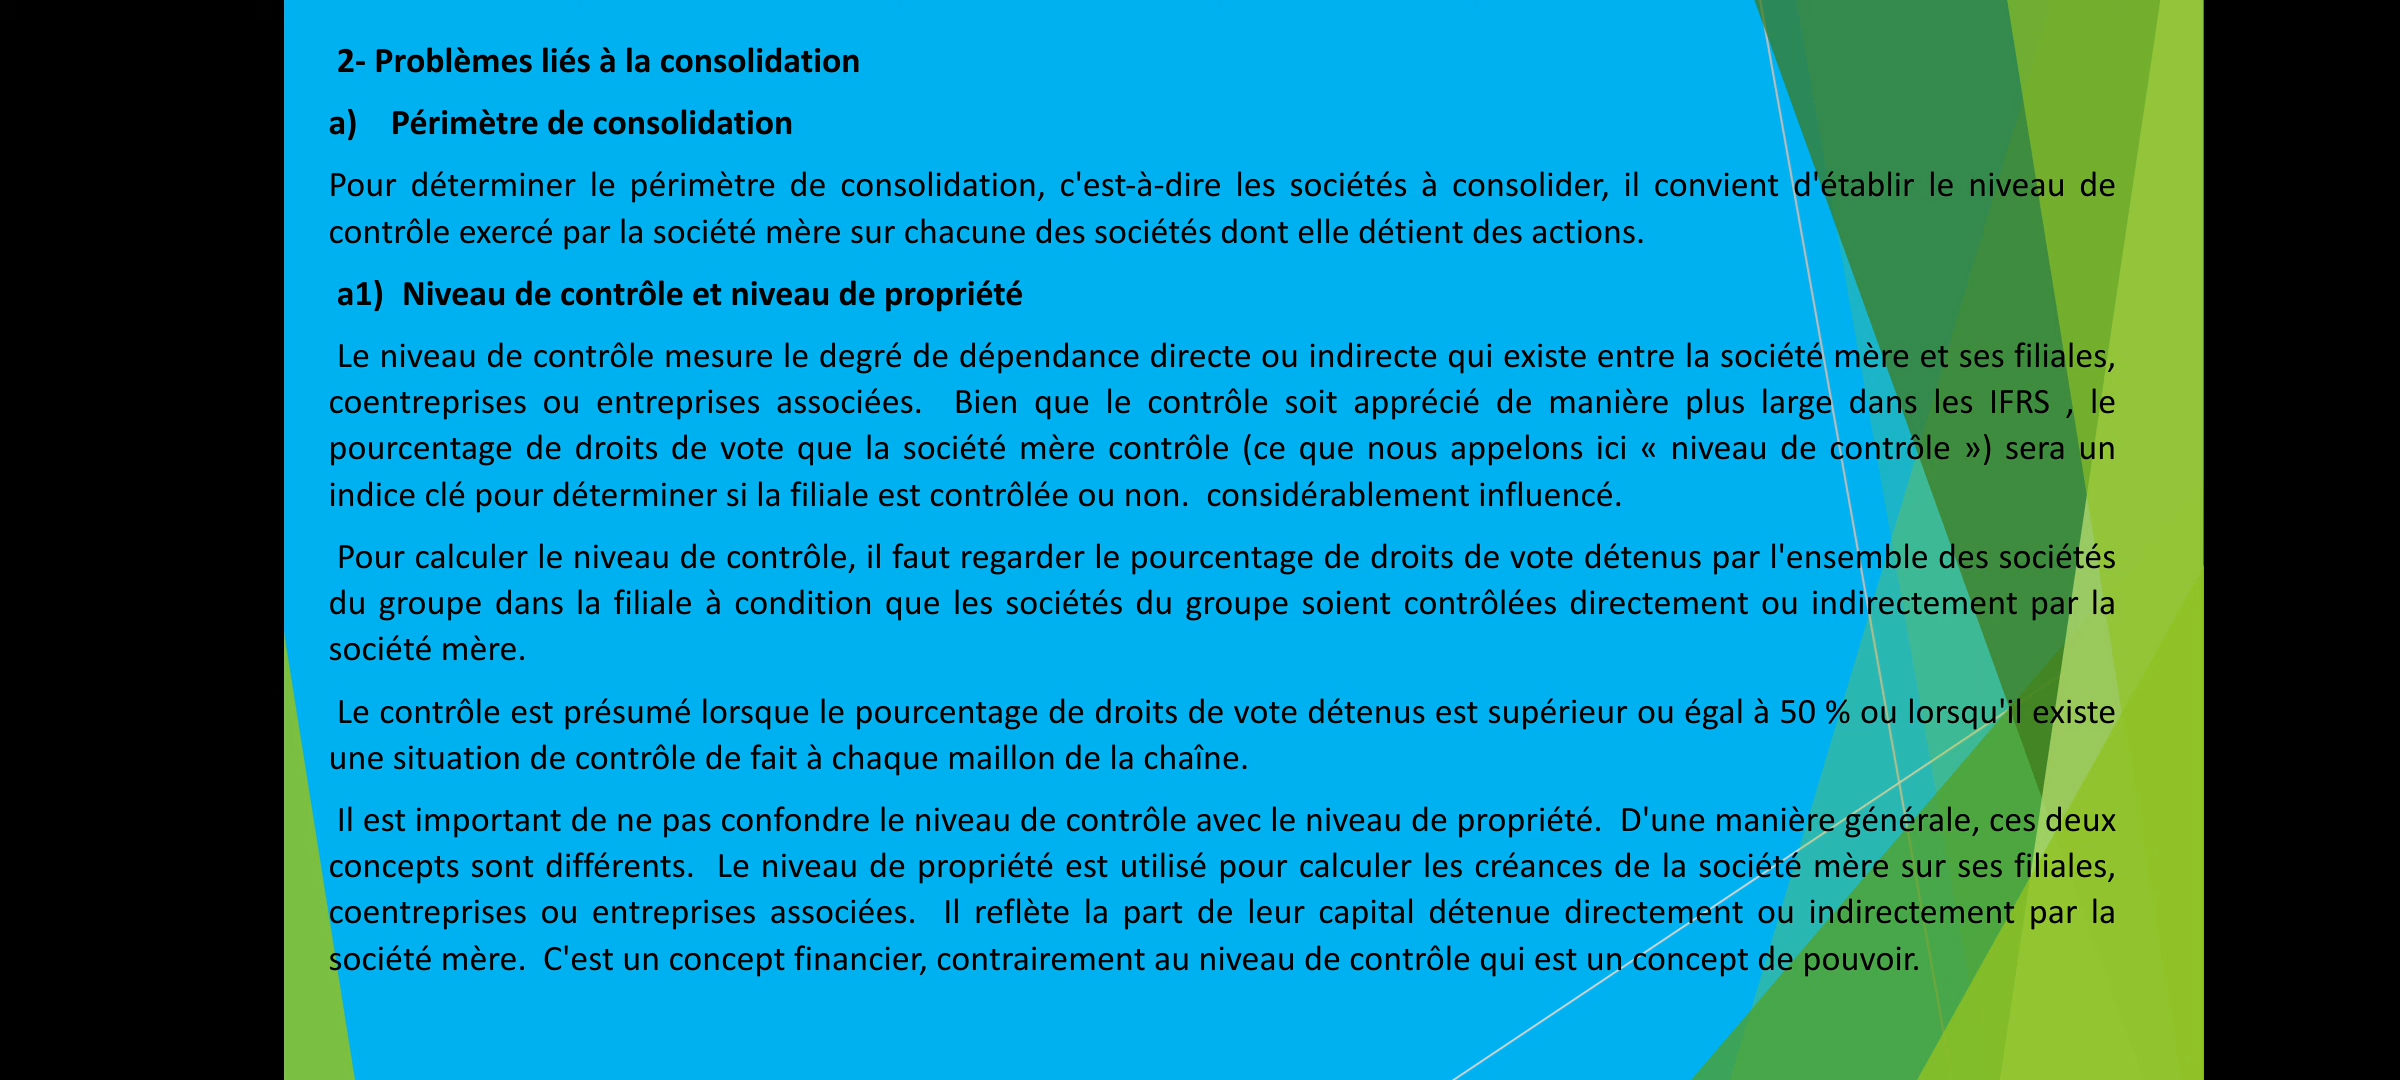 2- Problèmes liés à la consolidation
a) Périmètre de consolidation
Pour déterminer le périmètre de consolidation, c'est-à-dire les sociétés à consolider, il convient d'établir le niveau de
contrôle exercé par la société mère sur chacune des sociétés dont elle détient des actions.
a1) Niveau de contrôle et niveau de propriété
Le niveau de contrôle mesure le degré de dépendance directe ou indirecte qui existe entre la société mère et ses filiales,
coentreprises ou entreprises associées. Bien que le contrôle soit apprécié de manière plus large dans les IFRS , le
pourcentage de droits de vote que la société mère contrôle (ce que nous appelons ici « niveau de contrôle ») sera un
indice clé pour déterminer si la filiale est contrôlée ou non. considérablement influencé.
Pour calculer le niveau de contrôle, il faut regarder le pourcentage de droits de vote détenus par l'ensemble des sociétés
du groupe dans la filiale à condition que les sociétés du groupe soient contrôlées directement ou indirectement par la
société mère.
Le contrôle est présumé lorsque le pourcentage de droits de vote détenus est supérieur ou égal à 50 % ou lorsqu'il existe
une situation de contrôle de fait à chaque maillon de la chaîne.
Il est important de ne pas confondre le niveau de contrôle avec le niveau de propriété. D'une manière générale, ces deux
concepts sont différents. Le niveau de propriété est utilisé pour calculer les créances de la société mère sur ses filiales,
coentreprises ou entreprises associées. Il reflète la part de leur capital détenue directement ou indirectement par la
société mère. C'est un concept financier, contrairement au niveau de contrôle qui est un concept de pouvoir.